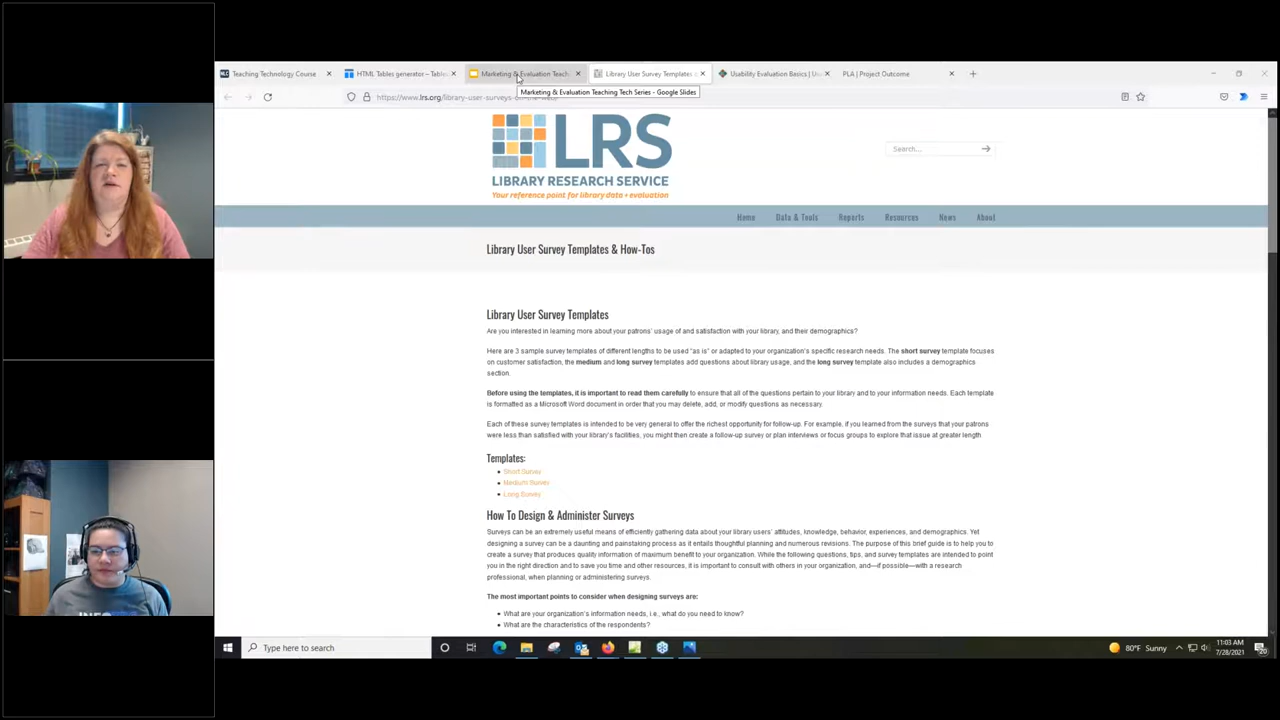 Teaching Technology Course
HTML Tables generator – Table
Marketing & Evaluation Teach
Library User Survey Templates
Usability Evaluation Basics | Us
PLA | Project Outcome
Marketing & Evaluation Teaching Tech Series - Google Slides
https://www.lrs.org/library-user-surveys-on-the-web/
LRS
LIBRARY RESEARCH SERVICE
Your reference point for library data + evaluation
Search...
Home Data & Tools Reports Resources News About
Library User Survey Templates & How-Tos
Library User Survey Templates
Are you interested in learning more about your patrons' usage of and satisfaction with your library, and their demographics?
Here are 3 sample survey templates of different lengths to be used "as is" or adapted to your organization's specific research needs. The short survey template focuses
on customer satisfaction, the medium and long survey templates add questions about library usage, and the long survey template also includes a demographics
section.
Before using the templates, it is important to read them carefully to ensure that all of the questions pertain to your library and to your information needs. Each template
is formatted as a Microsoft Word document in order that you may delete, add, or modify questions as necessary.
Each of these survey templates is intended to be very general to offer the richest opportunity for follow-up. For example, if you learned from the surveys that your patrons
were less than satisfied with your library's facilities, you might then create a follow-up survey or plan interviews or focus groups to explore that issue at greater length.
Templates:
Short Survey
Medium Survey
Long Survey
How To Design & Administer Surveys
Surveys can be an extremely useful means of efficiently gathering data about your library users' attitudes, knowledge, behavior, experiences, and demographics. Yet
designing a survey can be a daunting and painstaking process as it entails thoughtful planning and numerous revisions. The purpose of this brief guide is to help you to
create a survey that produces quality information of maximum benefit to your organization. While the following questions, tips, and survey templates are intended to point
you in the right direction and to save you time and other resources, it is important to consult with others in your organization, and—if possible—with a research
professional, when planning or administering surveys.
The most important points to consider when designing surveys are:
What are your organization's information needs, i.e., what do you need to know?
What are the characteristics of the respondents?
Type here to search
80°F Sunny
11:03 AM
7/28/2021
20